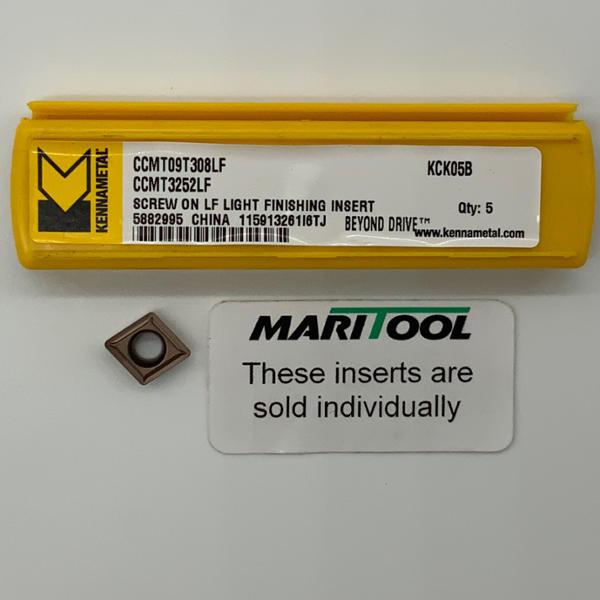 KENNAMETAL
CCMT09T308LF KCK05B
CCMT3252LF
SCREW ON LF LIGHT FINISHING INSERT Qty: 5
5882995 CHINA 115913261I6TJ BEYOND DRIVE™ www.kennametal.com
MARITOOL
These inserts are
sold individually